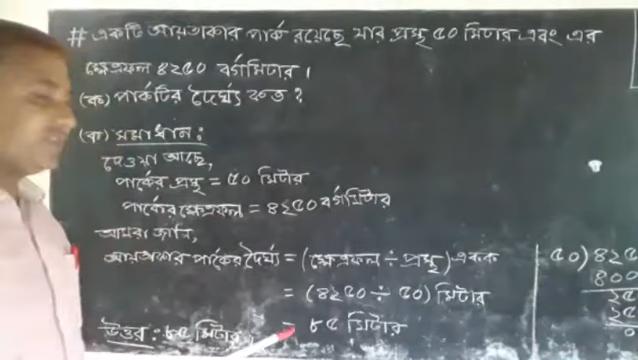 # একটি আয়তাকার পার্ক রয়েছে যার প্রস্থ ৫০ মিটার এবং এর
ক্ষেত্রফল ৪২৫০ বর্গমিটার।
(ক) পার্কটির দৈর্ঘ্য কত?
(ক) সমাধান:
দেওয়া আছে,
পার্কের প্রস্থ = ৫০ মিটার
পার্কের ক্ষেত্রফল = ৪২৫০ বর্গমিটার
আমরা জানি,
আয়তাকার পার্কের দৈর্ঘ্য = (ক্ষেত্রফল ÷ প্রস্থ) একক
= (৪২৫০ ÷ ৫০) মিটার
= ৮৫ মিটার
উত্তর: ৮৫ মিটার।
৫০) ৪২৫
৪০০
২৫
২৫
০